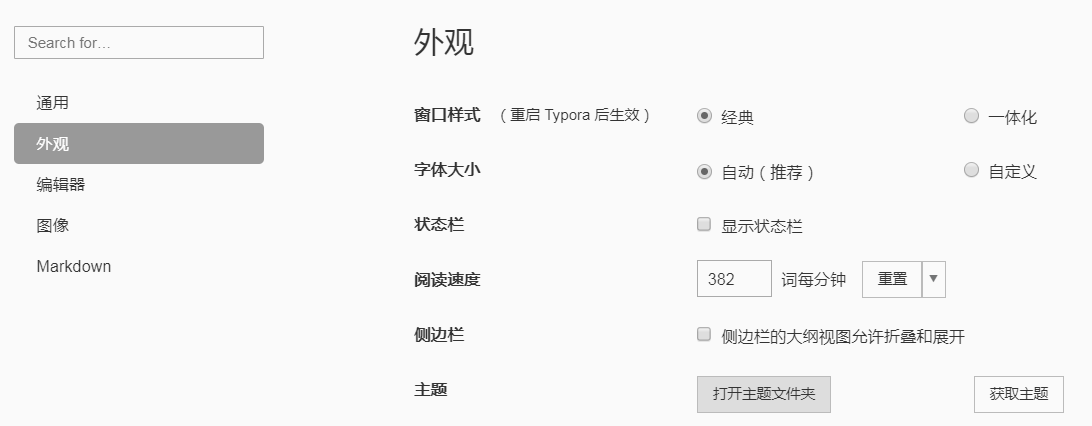 Search for...
通用
外观
编辑器
图像
Markdown
外观
窗口样式 （重启 Typora 后生效） 经典 一体化
字体大小 自动（推荐） 自定义
状态栏 显示状态栏
阅读速度 382 词每分钟 重置
侧边栏 侧边栏的大纲视图允许折叠和展开
主题 打开主题文件夹 获取主题